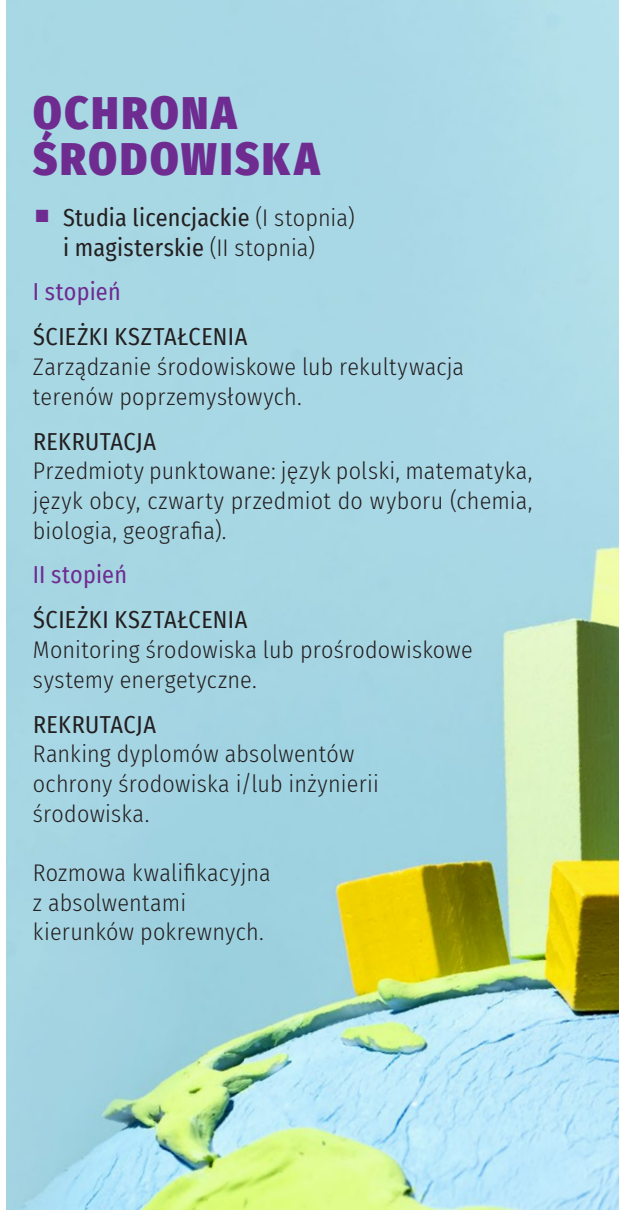 OCHRONA
ŚRODOWISKA
■ Studia licencjackie (I stopnia)
i magisterskie (II stopnia)
I stopień
ŚCIEŻKI KSZTAŁCENIA
Zarządzanie środowiskowe lub rekultywacja
terenów poprzemysłowych.
REKRUTACJA
Przedmioty punktowane: język polski, matematyka,
język obcy, czwarty przedmiot do wyboru (chemia,
biologia, geografia).
II stopień
ŚCIEŻKI KSZTAŁCENIA
Monitoring środowiska lub prośrodowiskowe
systemy energetyczne.
REKRUTACJA
Ranking dyplomów absolwentów
ochrony środowiska i/lub inżynierii
środowiska.
Rozmowa kwalifikacyjna
z absolwentami
kierunków pokrewnych.